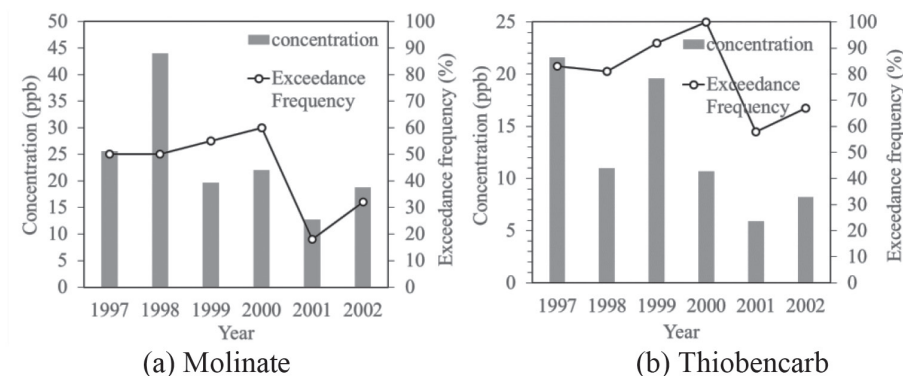 50
45
40
35
30
25
20
15
10
5
0
Concentration (ppb)
concentration
Exceedance
Frequency
100
90
80
70
60
50
40
30
20
10
0
Exceedance frequency (%)
1997 1998 1999 2000 2001 2002
Year
(a) Molinate
25
20
15
10
5
0
Concentration (ppb)
concentration
Exceedance
Frequency
100
90
80
70
60
50
40
30
20
10
0
Exceedance frequency (%)
1997 1998 1999 2000 2001 2002
Year
(b) Thiobencarb